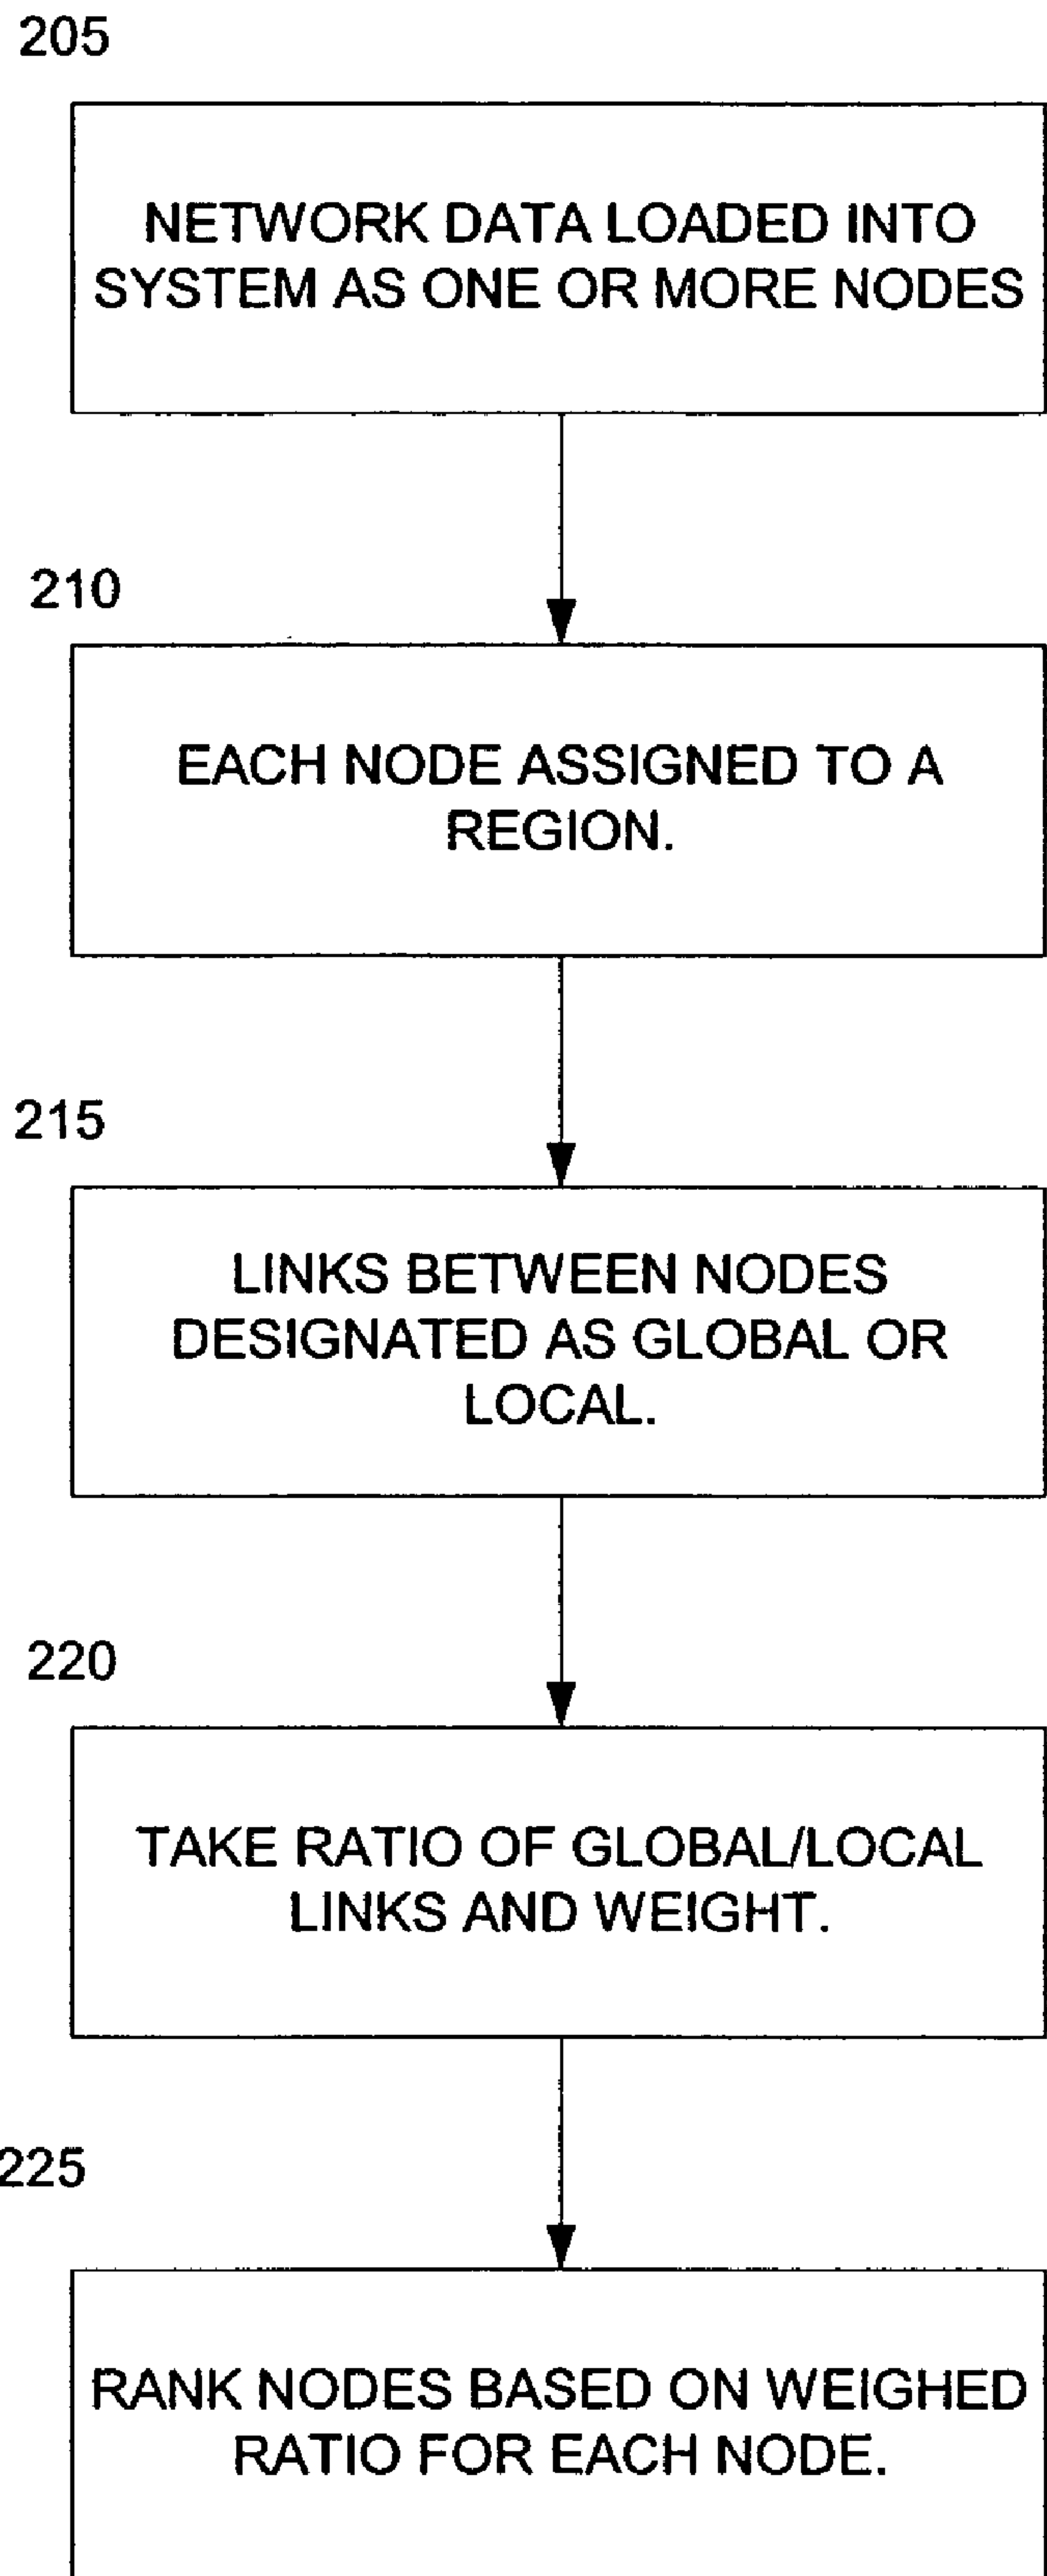 205
NETWORK DATA LOADED INTO
SYSTEM AS ONE OR MORE NODES
210
EACH NODE ASSIGNED TO A
REGION.
215
LINKS BETWEEN NODES
DESIGNATED AS GLOBAL OR
LOCAL.
220
TAKE RATIO OF GLOBAL/LOCAL
LINKS AND WEIGHT.
225
RANK NODES BASED ON WEIGHED
RATIO FOR EACH NODE.